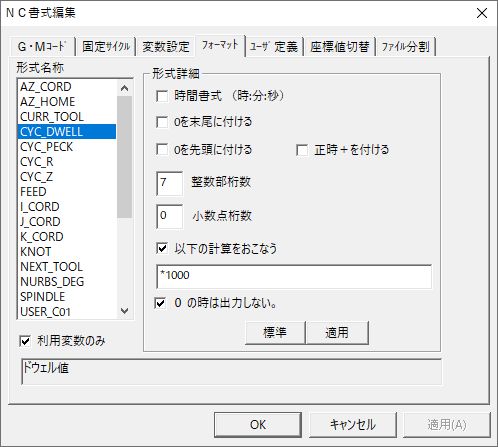 ＮＣ書式編集
G・Mｺｰﾄﾞ 固定ｻｲｸﾙ 変数設定 ﾌｫｰﾏｯﾄ ﾕｰｻﾞ定義 座標値切替 ﾌｧｲﾙ分割
形式名称
AZ_CORD
AZ_HOME
CURR_TOOL
CYC_DWELL
CYC_PECK
CYC_R
CYC_Z
FEED
I_CORD
J_CORD
K_CORD
KNOT
NEXT_TOOL
NURBS_DEG
SPINDLE
USER_C01
利用変数のみ
形式詳細
時間書式 （時:分:秒）
0を末尾に付ける
0を先頭に付ける 正時＋を付ける
7 整数部桁数
0 小数点桁数
以下の計算をおこなう
*1000
０ の時は出力しない。
標準 適用
ドウェル値
OK キャンセル 適用(A)